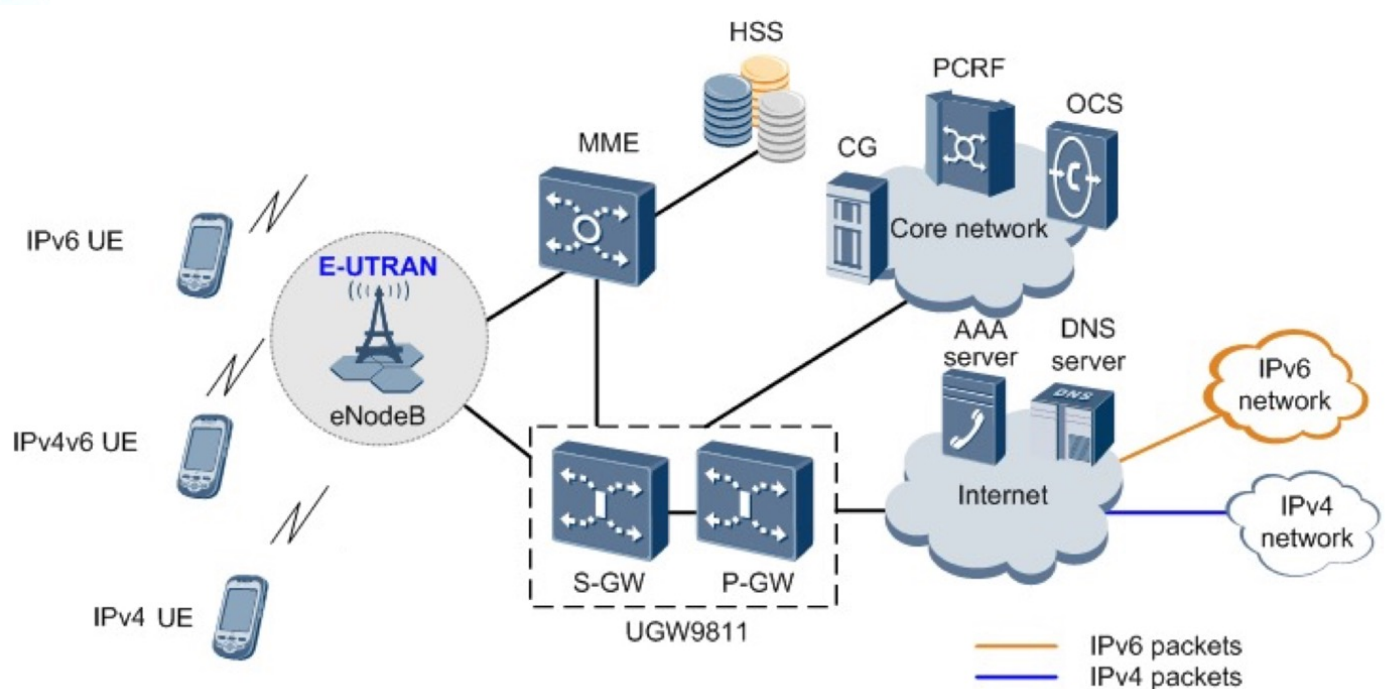 HSS
PCRF
OCS
MME
CG
IPv6 UE
Core network
E-UTRAN
AAA
server
DNS
server
IPv6
network
eNodeB
DNS
IPv4v6 UE
Internet
IPv4
network
S-GW
P-GW
IPv4 UE
UGW9811
IPv6 packets
IPv4 packets